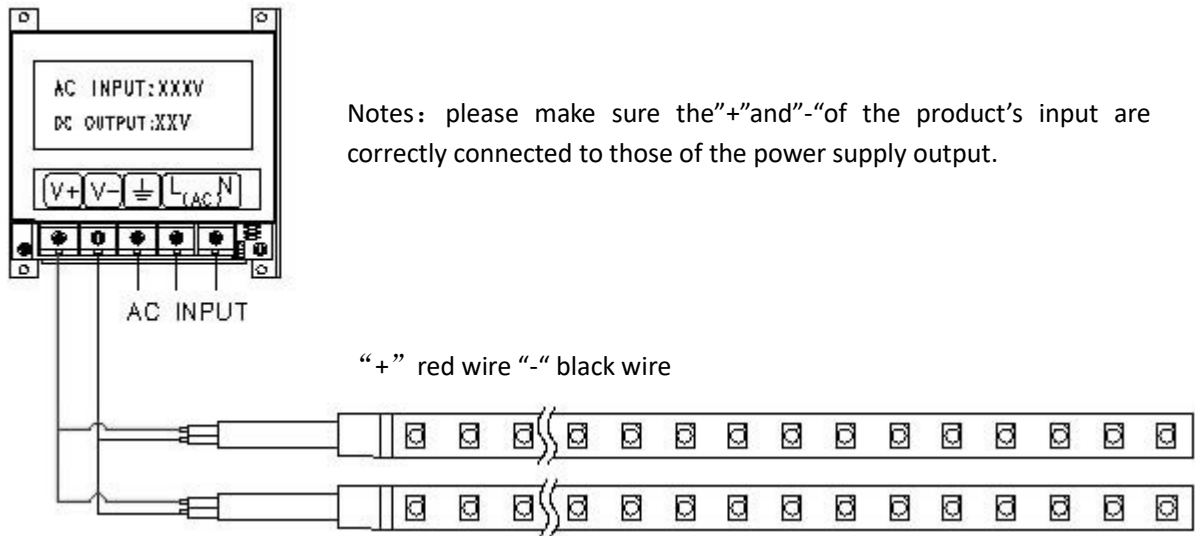 AC INPUT:XXXV
DC OUTPUT:XXV
V+ V- L(AC)N
AC INPUT
Notes：please make sure the”+”and”-“of the product’s input are
correctly connected to those of the power supply output.
“+” red wire “-“ black wire